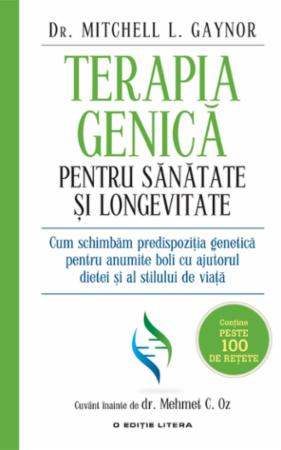 DR. MITCHELL L. GAYNOR
TERAPIA
GENICĂ
PENTRU SĂNĂTATE
ȘI LONGEVITATE
Cum schimbăm predispoziția genetică
pentru anumite boli cu ajutorul
dietei și al stilului de viață
Conține
PESTE
100
DE REȚETE
Cuvânt înainte de dr. Mehmet C. Oz
O EDIȚIE LITERA